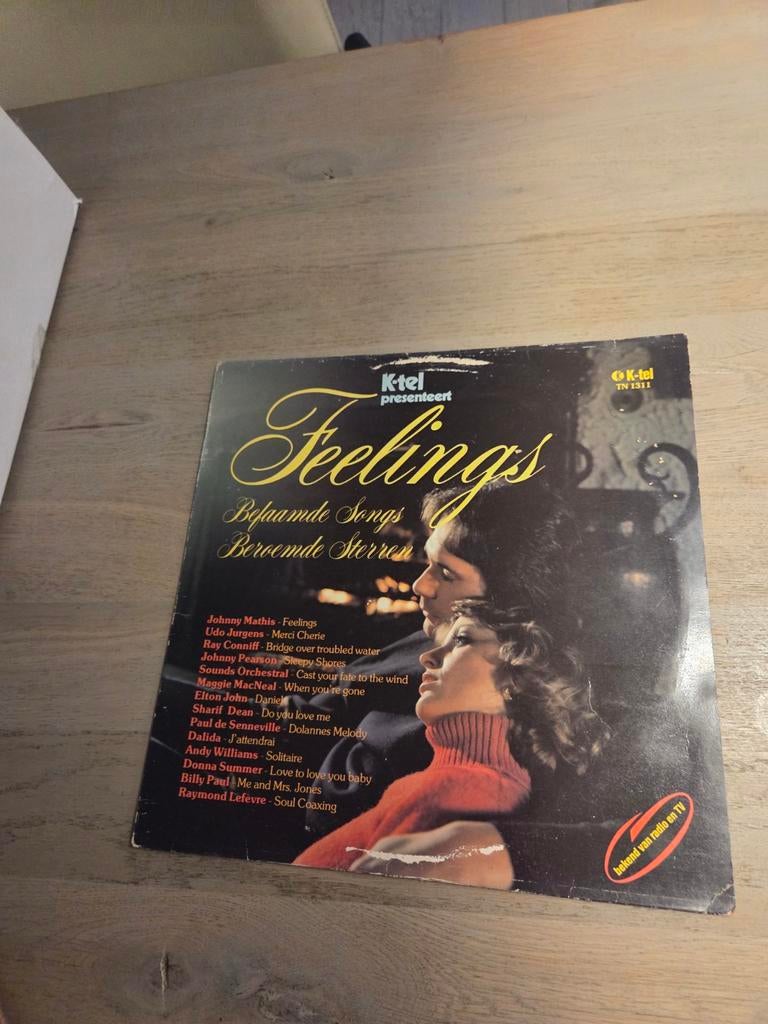 K-tel
presenteert
K-tel
TN 1311
Feelings
Befaamde Songs
Beroemde Sterren
Johnny Mathis - Feelings
Udo Jurgens - Merci Cherie
Ray Conniff - Bridge over troubled water
Johnny Pearson - Sleepy Shores
Sounds Orchestral - Cast your fate to the wind
Maggie MacNeal - When you're gone
Elton John - Daniel
Sharif Dean - Do you love me
Paul de Senneville - Dolannes Melody
Dalida - J'attendrai
Andy Williams - Solitaire
Donna Summer - Love to love you baby
Billy Paul - Me and Mrs. Jones
Raymond Lefèvre - Soul Coaxing
bekend van radio en TV